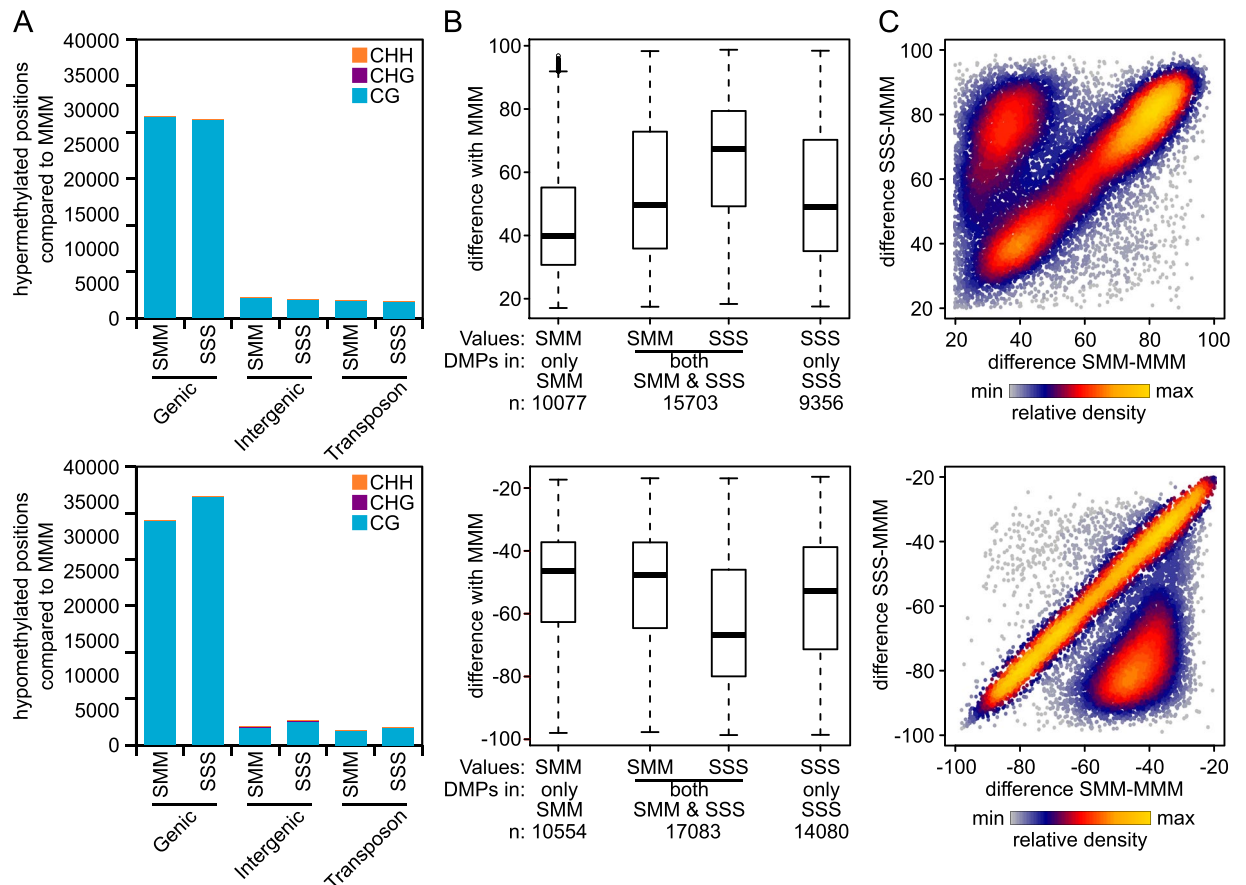 A
hypermethylated positions
compared to MMM
40000
35000
30000
25000
20000
15000
10000
5000
0
CHH
CHG
CG
SMM
SSS
SMM
SSS
SMM
SSS
Genic
Intergenic
Transposon
B
difference with MMM
100
80
60
40
20
Values: SMM SMM SSS SSS
DMPs in: only both only
SMM SMM & SSS SSS
n: 10077 15703 9356
C
difference SSS-MMM
100
80
60
40
20
20 40 60 80 100
difference SMM-MMM
min max
relative density
hypomethylated positions
compared to MMM
40000
35000
30000
25000
20000
15000
10000
5000
0
CHH
CHG
CG
SMM
SSS
SMM
SSS
SMM
SSS
Genic
Intergenic
Transposon
difference with MMM
-20
-40
-60
-80
-100
Values: SMM SMM SSS SSS
DMPs in: only both only
SMM SMM & SSS SSS
n: 10554 17083 14080
difference SSS-MMM
-20
-40
-60
-80
-100
-100 -80 -60 -40 -20
difference SMM-MMM
min max
relative density